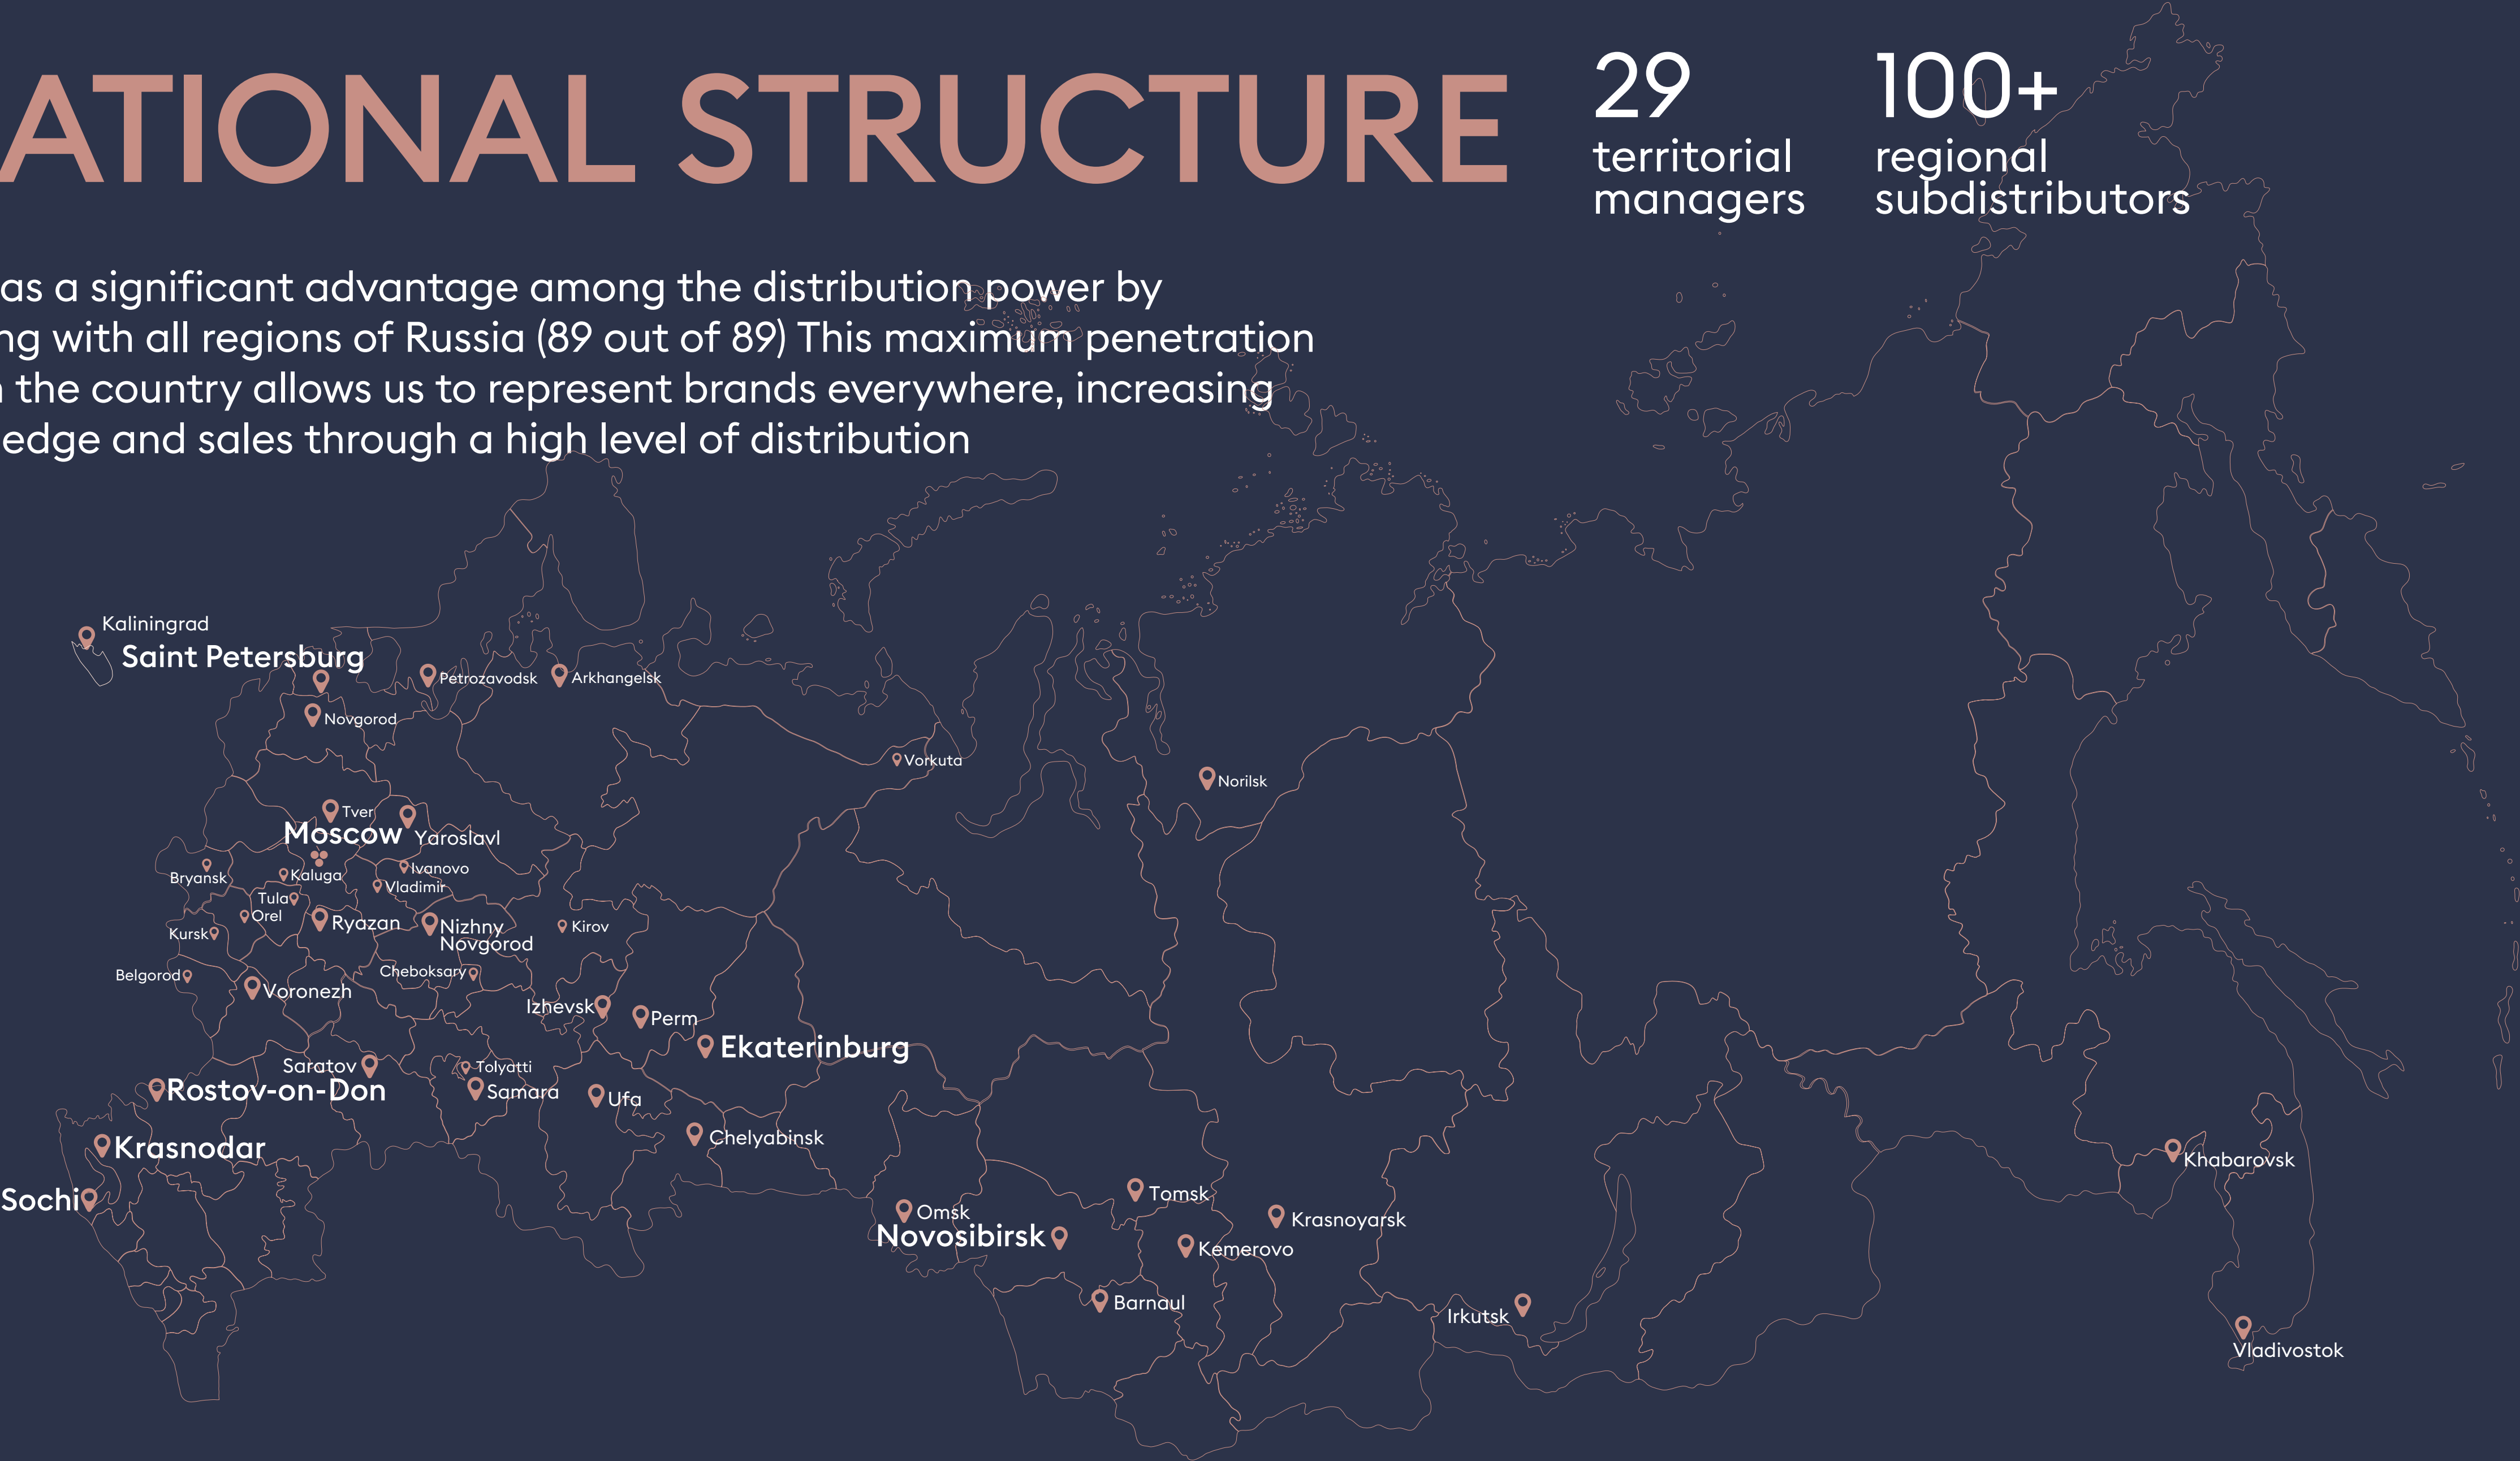 ATIONAL STRUCTURE
29
territorial
managers
100+
regional
subdistributors
as a significant advantage among the distribution power by
ng with all regions of Russia (89 out of 89) This maximum penetration
the country allows us to represent brands everywhere, increasing
edge and sales through a high level of distribution
Kaliningrad
Saint Petersburg
Petrozavodsk
Arkhangelsk
Novgorod
Vorkuta
Norilsk
Tver
Moscow
Yaroslavl
Bryansk
Kaluga
Ivanovo
Vladimir
Tula
Orel
Ryazan
Nizhny
Novgorod
Kirov
Kursk
Belgorod
Cheboksary
Voronezh
Izhevsk
Perm
Ekaterinburg
Saratov
Tolyatti
Rostov-on-Don
Samara
Ufa
Krasnodar
Chelyabinsk
Khabarovsk
Sochi
Tomsk
Omsk
Krasnoyarsk
Novosibirsk
Kemerovo
Barnaul
Irkutsk
Vladivostok